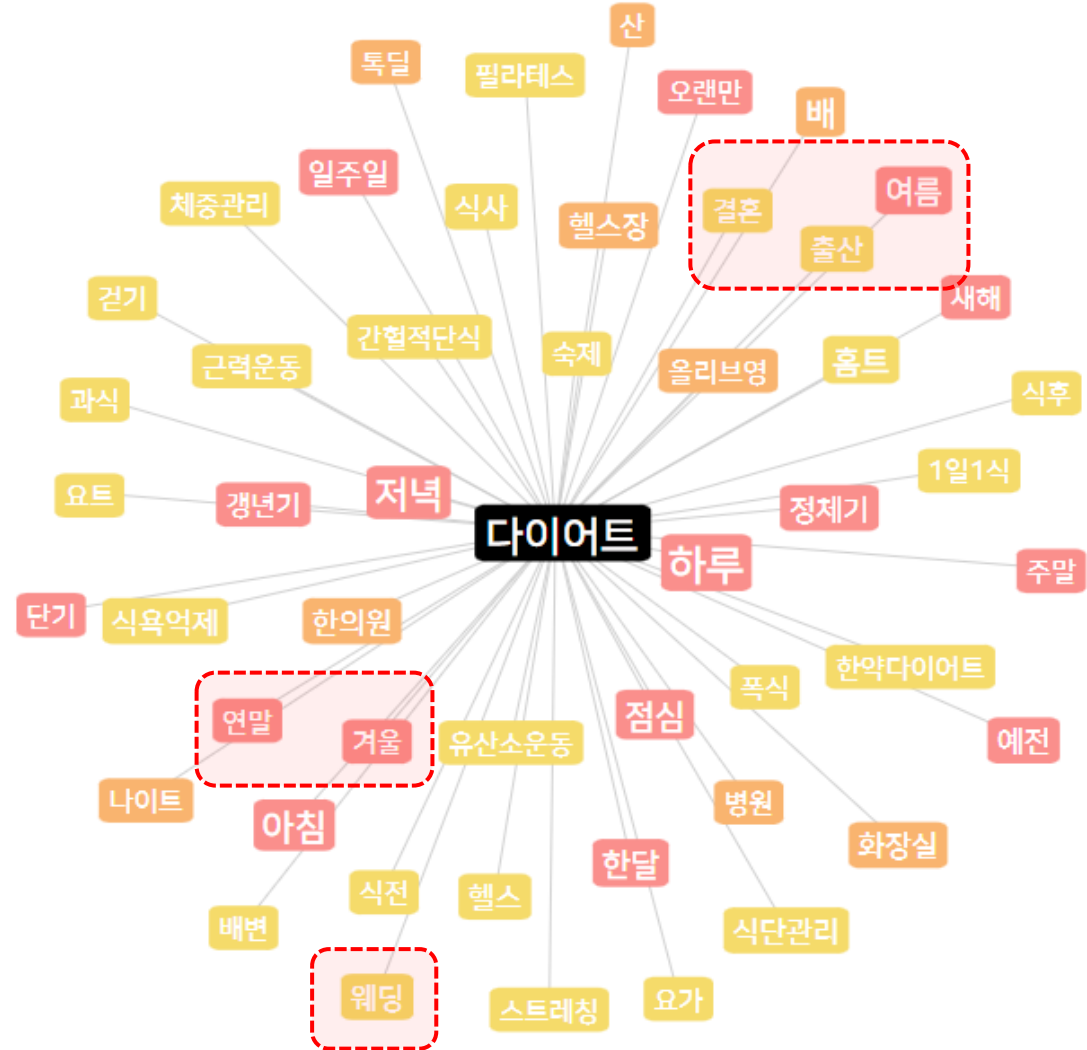 산
톡딜
필라테스
오랜만
배
일주일
여름
체중관리
식사
결혼
헬스장
출산
걷기
새해
간헐적단식
숙제
근력운동
올리브영
홈트
과식
식후
1일1식
요트
저녁
갱년기
정체기
다이어트
하루
주말
단기
식욕억제
한의원
한약다이어트
폭식
연말
점심
겨울
유산소운동
예전
나이트
병원
아침
화장실
한달
식전
헬스
배변
식단관리
웨딩
스트레칭
요가